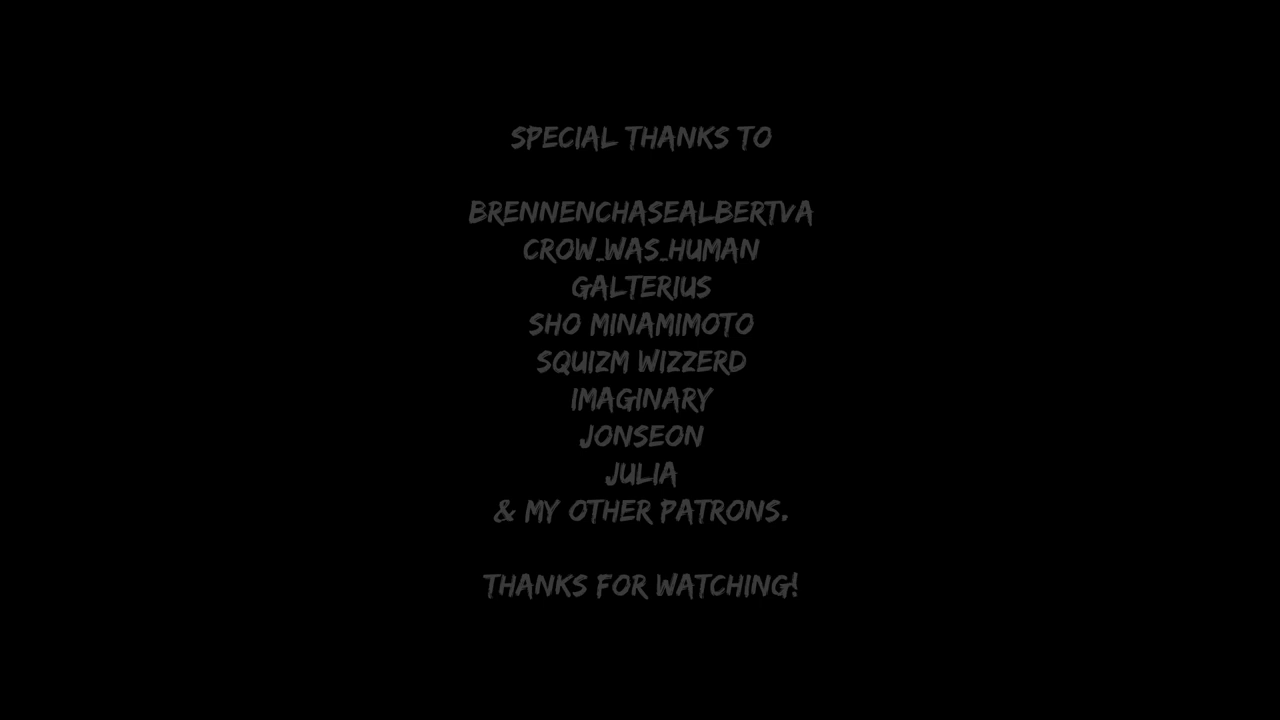 SPECIAL THANKS TO
BRENNENCHASEALBERTVA
CROW_WAS_HUMAN
GALTERIUS
SHO MINAMIMOTO
SQUIZM WIZZERD
IMAGINARY
JONSEON
JULIA
& MY OTHER PATRONS.
THANKS FOR WATCHING!